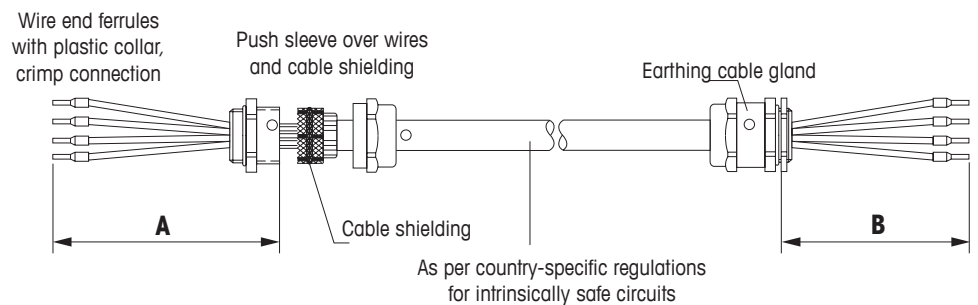 Wire end ferrules
with plastic collar,
crimp connection
Push sleeve over wires
and cable shielding
Earthing cable gland
A
Cable shielding
B
As per country-specific regulations
for intrinsically safe circuits